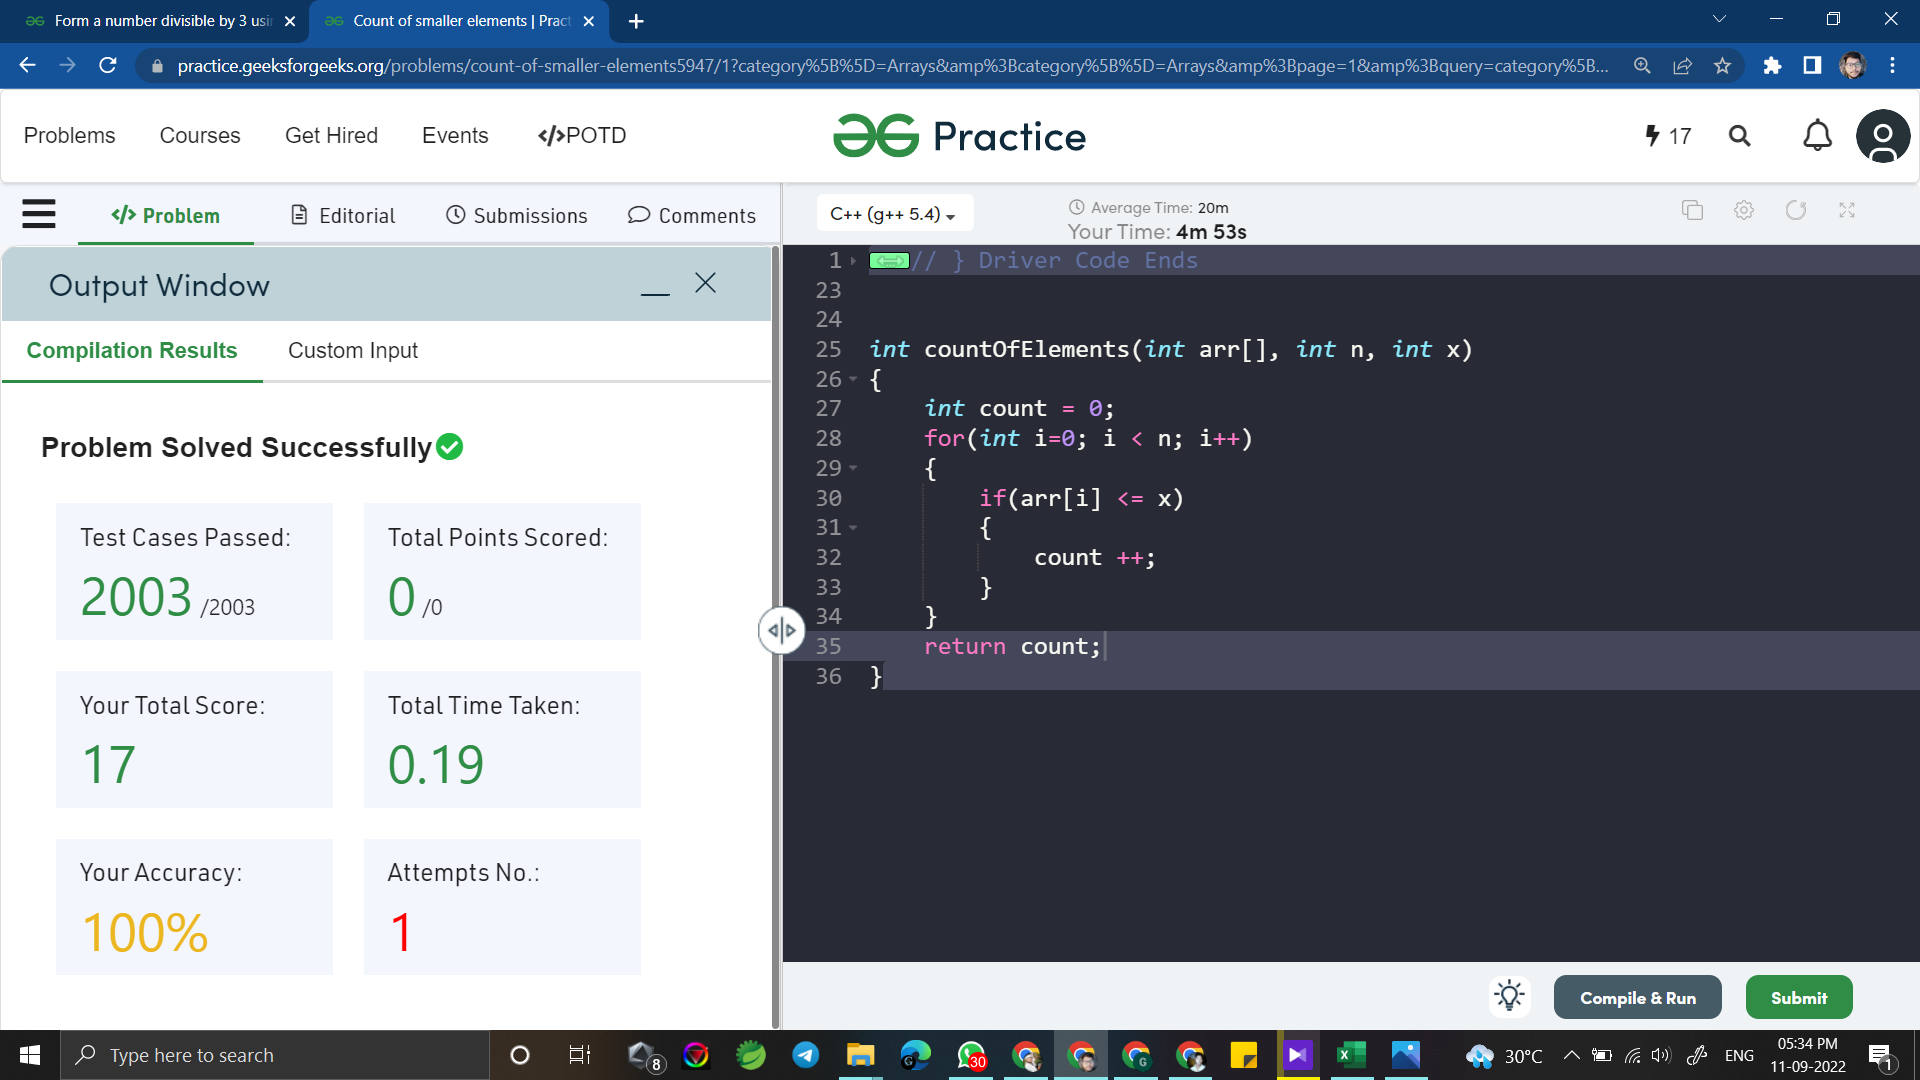 Form a number divisible by 3 usi
Count of smaller elements | Pract
practice.geeksforgeeks.org/problems/count-of-smaller-elements5947/1?category%5B%5D=Arrays&amp%3Bcategory%5B%5D=Arrays&amp%3Bpage=1&amp%3Bquery=category%5B...
Problems Courses Get Hired Events </>POTD
Practice
17
</> Problem Editorial Submissions Comments
C++ (g++ 5.4)
Average Time: 20m
Your Time: 4m 53s
Output Window
Compilation Results Custom Input
Problem Solved Successfully
Test Cases Passed:
2003 /2003
Total Points Scored:
0 /0
Your Total Score:
17
Total Time Taken:
0.19
Your Accuracy:
100%
Attempts No.:
1
1 // } Driver Code Ends
23
24
25 int countOfElements(int arr[], int n, int x)
26 {
27 int count = 0;
28 for(int i=0; i < n; i++)
29 {
30 if(arr[i] <= x)
31 {
32 count ++;
33 }
34 }
35 return count;
36 }
Compile & Run
Submit
Type here to search
8
30
G
30°C
ENG
05:34 PM
11-09-2022
1